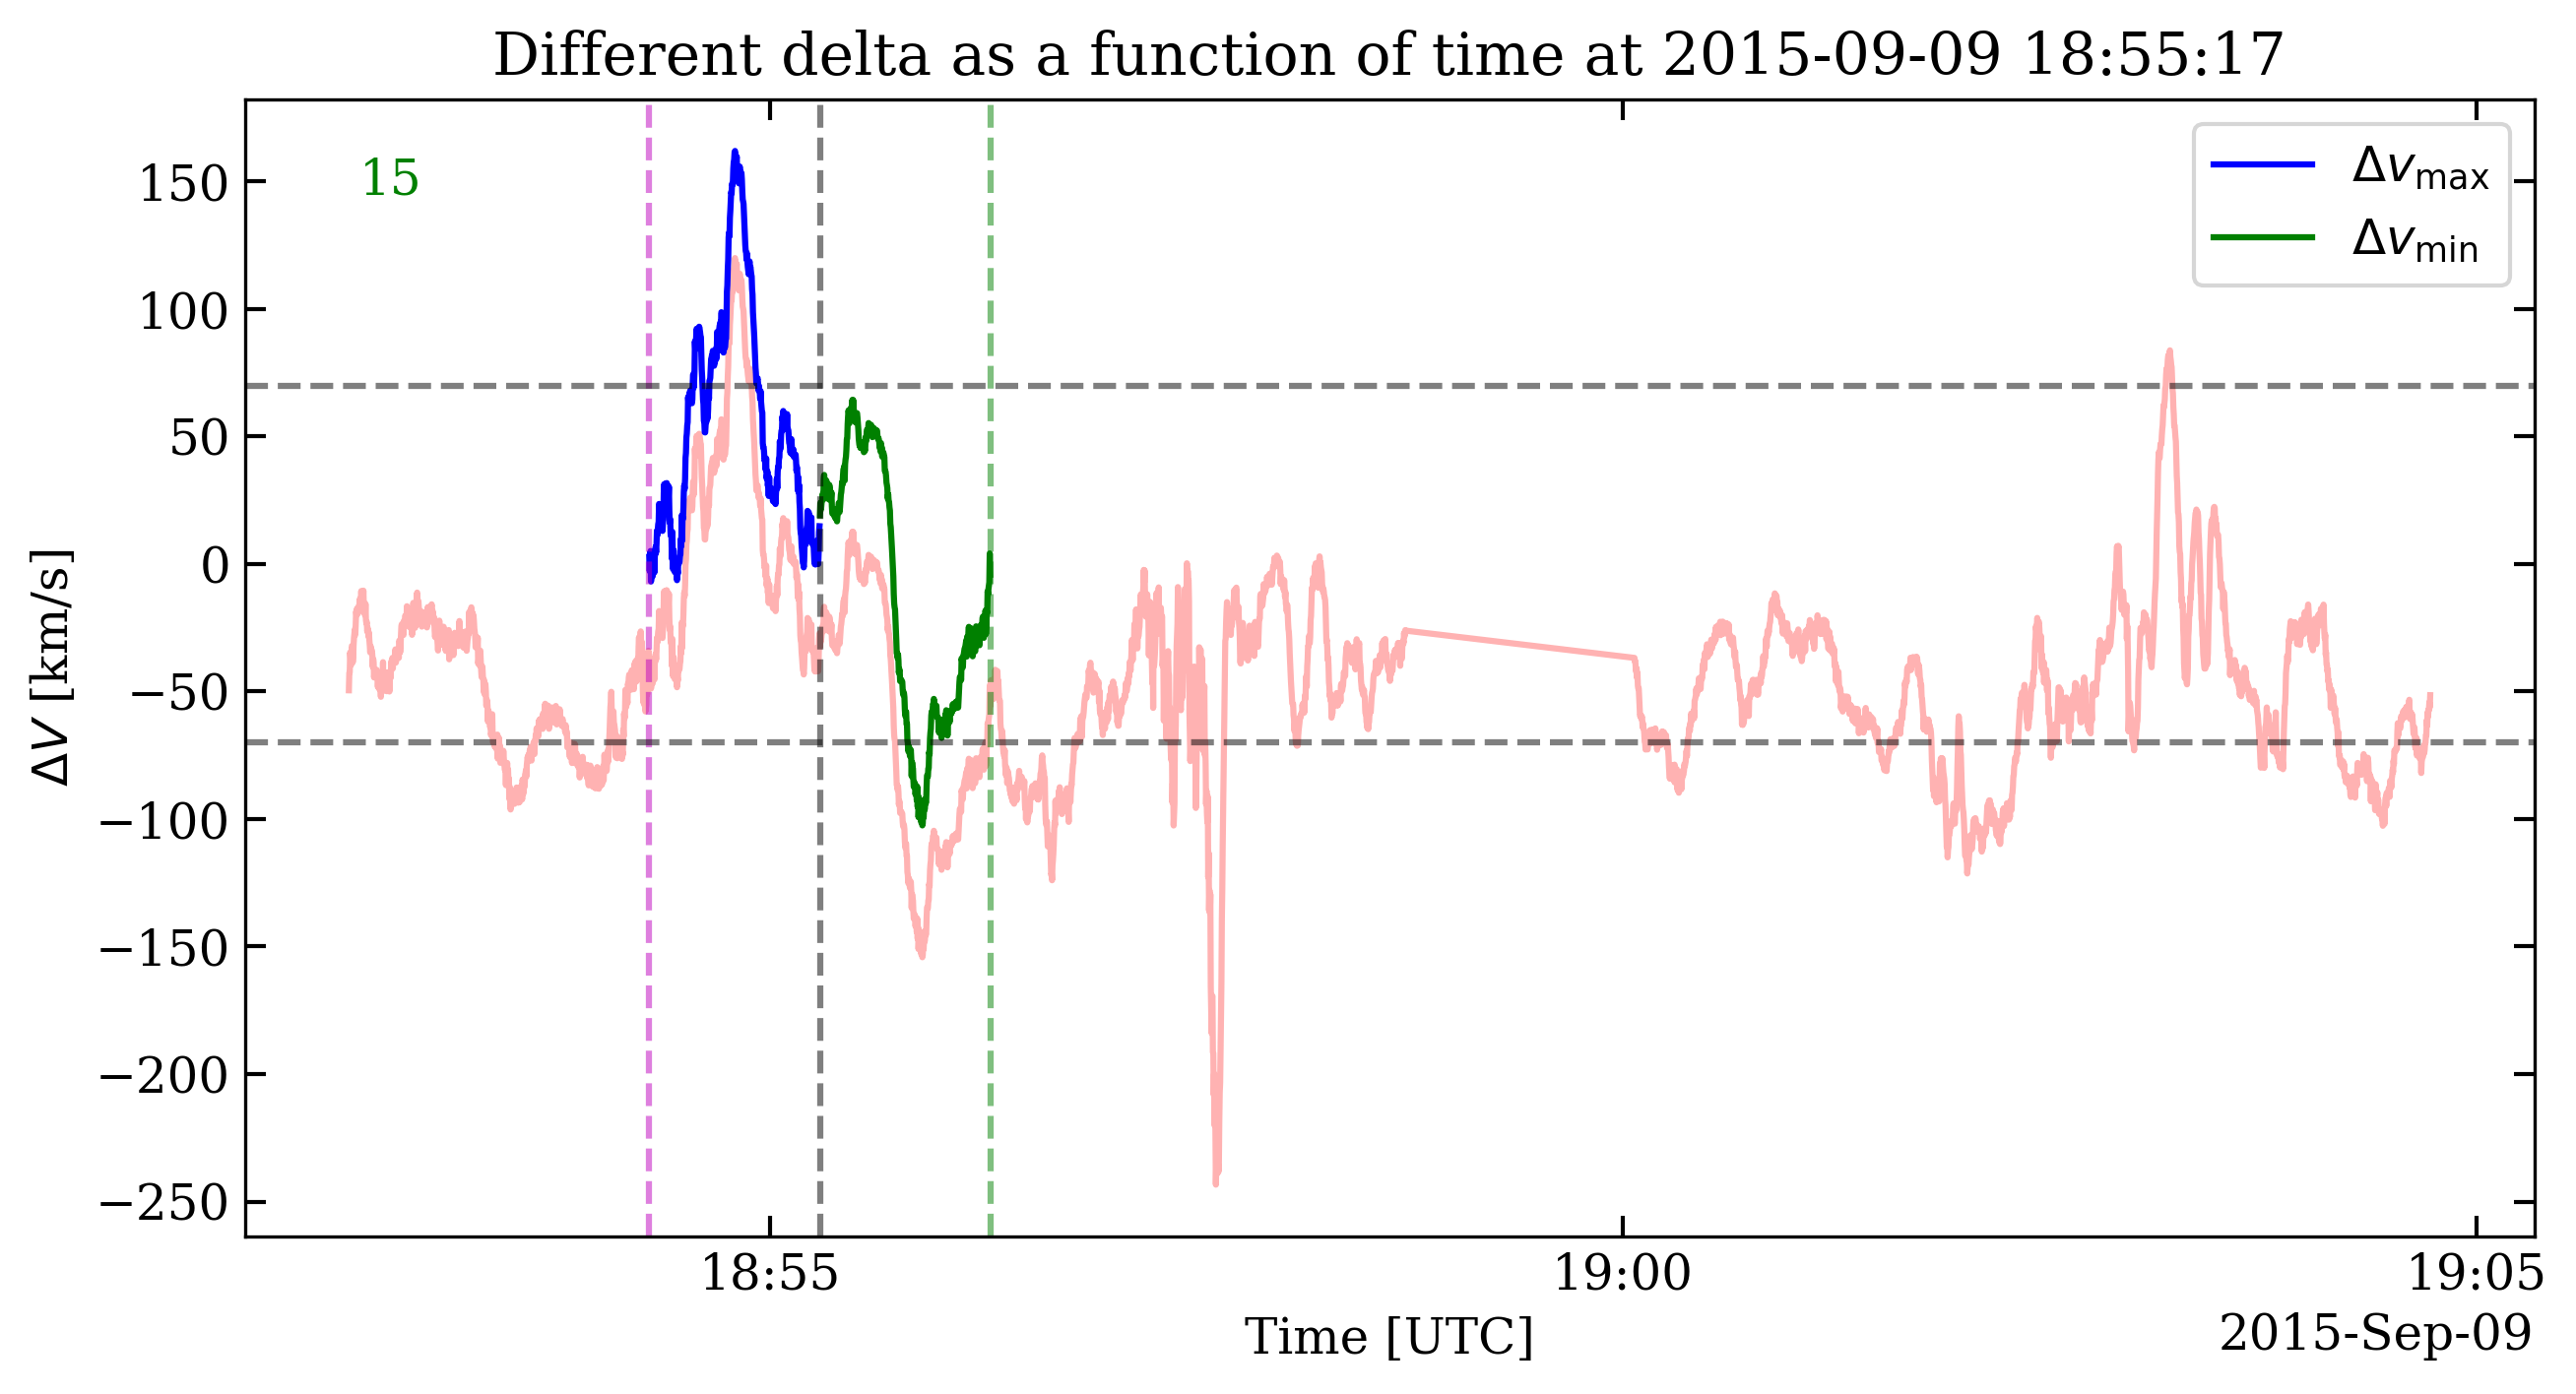 Different delta as a function of time at 2015-09-09 18:55:17
15
Δv_max
Δv_min
150
100
50
0
−50
−100
−150
−200
−250
ΔV [km/s]
18:55
19:00
19:05
Time [UTC]
2015-Sep-09